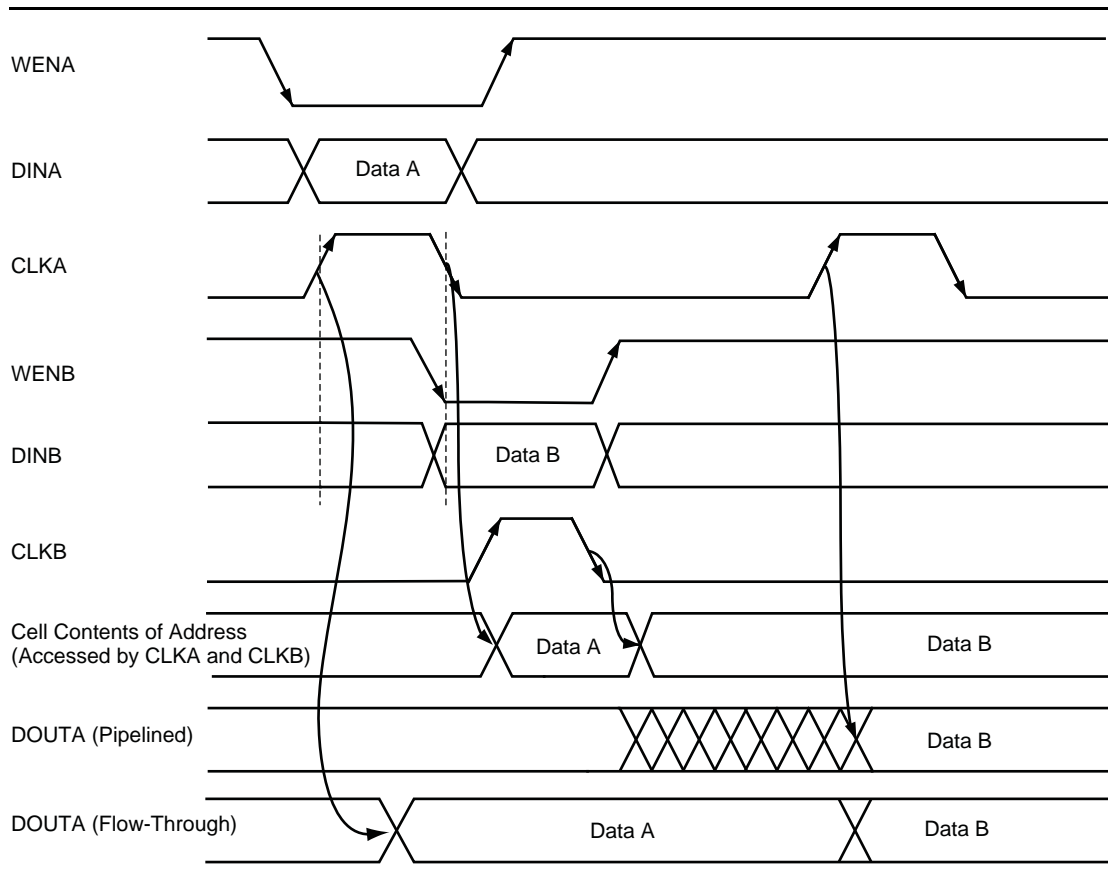 WENA
DINA
Data A
CLKA
WENB
DINB
Data B
CLKB
Cell Contents of Address
(Accessed by CLKA and CLKB)
Data A
Data B
DOUTA (Pipelined)
Data B
DOUTA (Flow-Through)
Data A
Data B